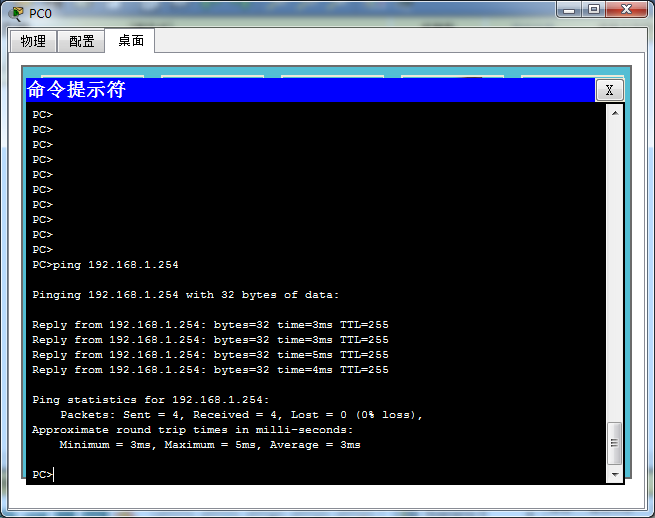 PC0
物理 配置 桌面
命令提示符 X
PC>
PC>
PC>
PC>
PC>
PC>
PC>
PC>
PC>
PC>
PC>ping 192.168.1.254
Pinging 192.168.1.254 with 32 bytes of data:
Reply from 192.168.1.254: bytes=32 time=3ms TTL=255
Reply from 192.168.1.254: bytes=32 time=3ms TTL=255
Reply from 192.168.1.254: bytes=32 time=5ms TTL=255
Reply from 192.168.1.254: bytes=32 time=4ms TTL=255
Ping statistics for 192.168.1.254:
Packets: Sent = 4, Received = 4, Lost = 0 (0% loss),
Approximate round trip times in milli-seconds:
Minimum = 3ms, Maximum = 5ms, Average = 3ms
PC>